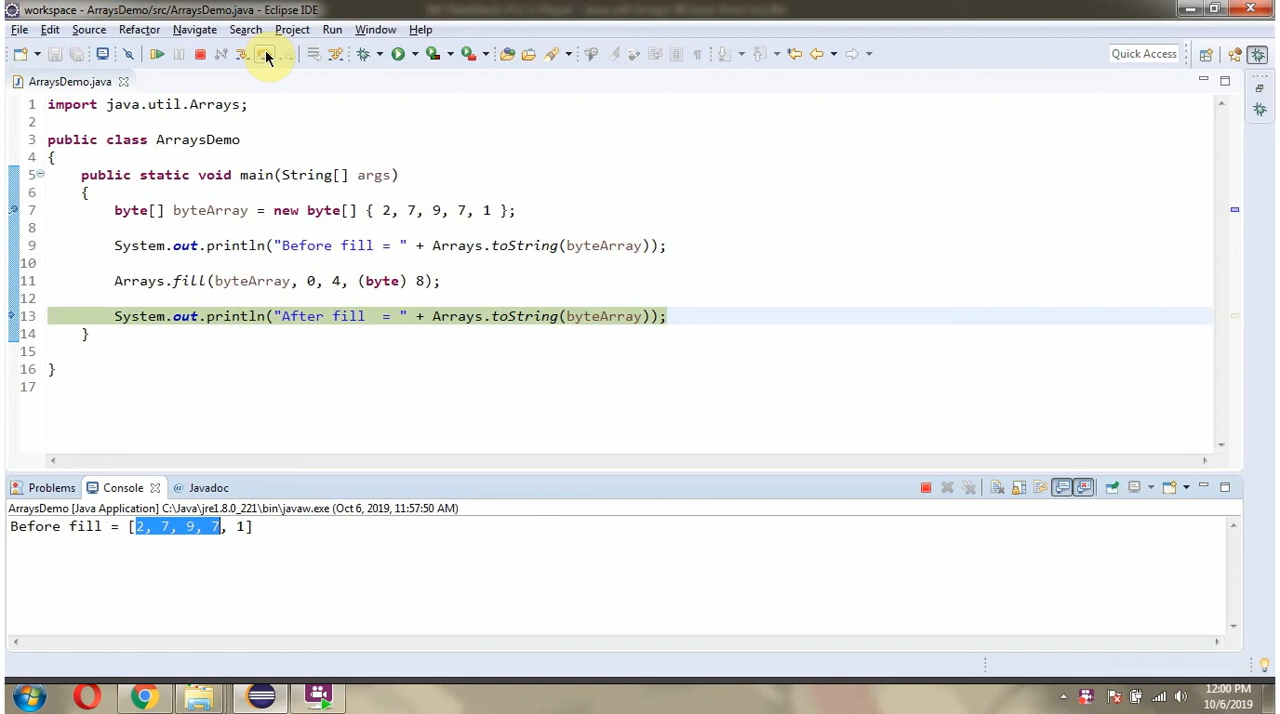 workspace - ArraysDemo/src/ArraysDemo.java - Eclipse IDE
File Edit Source Refactor Navigate Search Project Run Window Help
Quick Access
ArraysDemo.java
1 import java.util.Arrays;
2
3 public class ArraysDemo
4 {
5 public static void main(String[] args)
6 {
7 byte[] byteArray = new byte[] { 2, 7, 9, 7, 1 };
8
9 System.out.println("Before fill = " + Arrays.toString(byteArray));
10
11 Arrays.fill(byteArray, 0, 4, (byte) 8);
12
13 System.out.println("After fill  = " + Arrays.toString(byteArray));
14 }
15
16 }
17
Problems Console @ Javadoc
ArraysDemo [Java Application] C:\Java\jre1.8.0_221\bin\javaw.exe (Oct 6, 2019, 11:57:50 AM)
Before fill = [2, 7, 9, 7, 1]
12:00 PM
10/6/2019